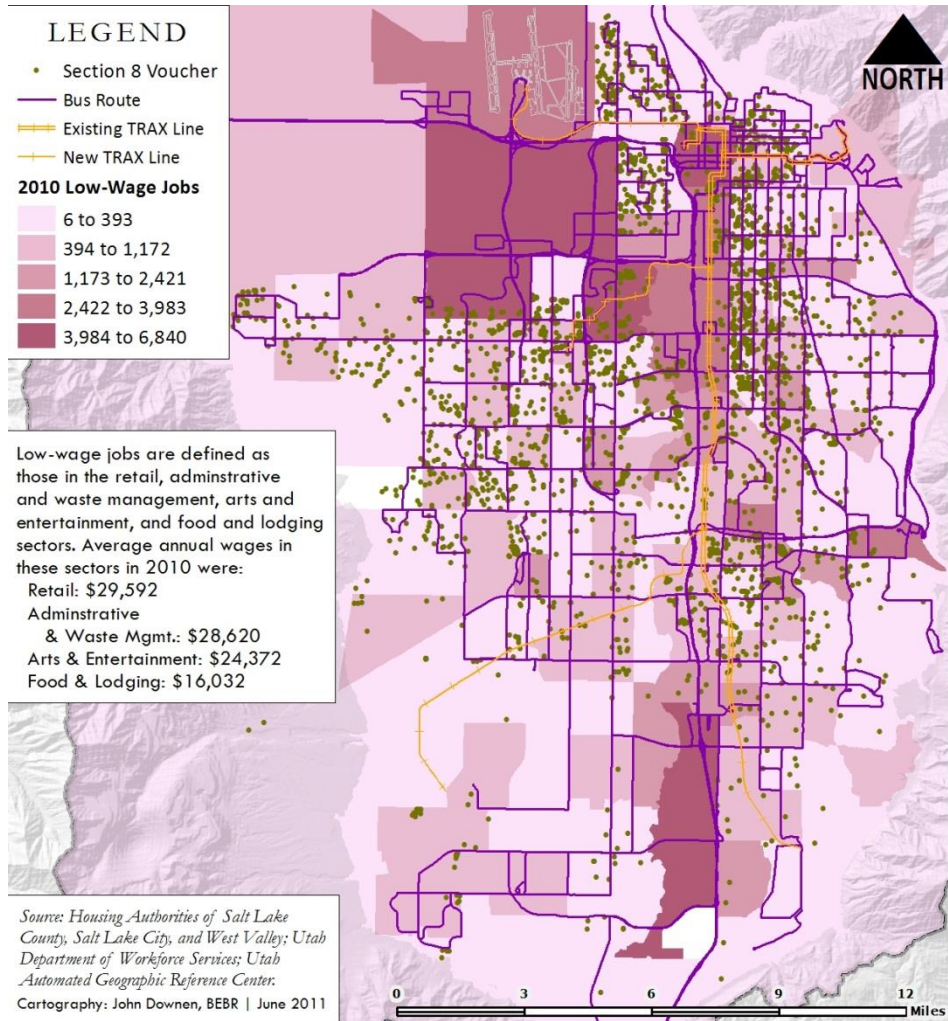 LEGEND
Section 8 Voucher
Bus Route
Existing TRAX Line
New TRAX Line
2010 Low-Wage Jobs
6 to 393
394 to 1,172
1,173 to 2,421
2,422 to 3,983
3,984 to 6,840
NORTH
Low-wage jobs are defined as
those in the retail, adminstrative
and waste management, arts and
entertainment, and food and lodging
sectors. Average annual wages in
these sectors in 2010 were:
Retail: $29,592
Adminstrative
& Waste Mgmt.: $28,620
Arts & Entertainment: $24,372
Food & Lodging: $16,032
Source: Housing Authorities of Salt Lake
County, Salt Lake City, and West Valley; Utah
Department of Workforce Services; Utah
Automated Geographic Reference Center.
Cartography: John Downen, BEBR | June 2011
0 3 6 9 12
Miles